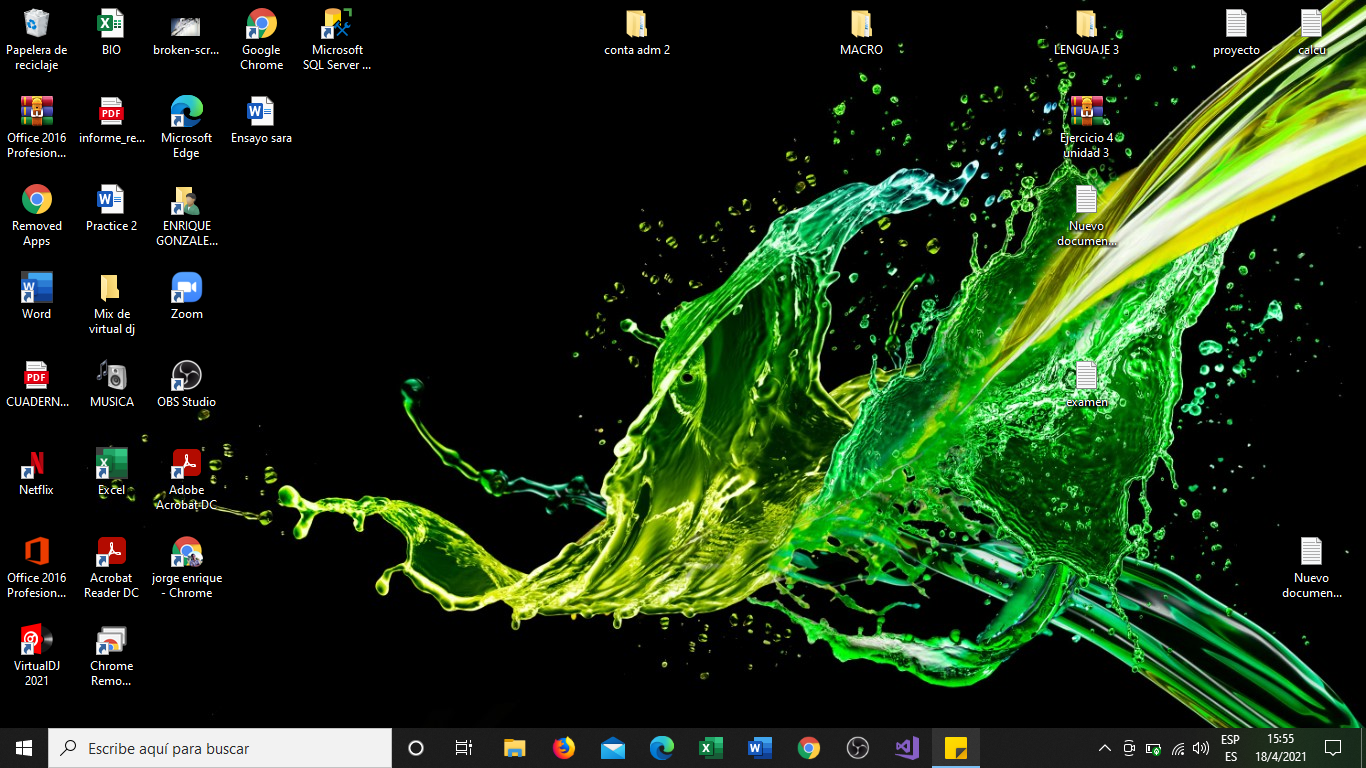 Papelera de
reciclaje
BIO
broken-scr...
Google
Chrome
Microsoft
SQL Server ...
conta adm 2
MACRO
LENGUAJE 3
proyecto
calcu
Office 2016
Profesion...
PDF
informe_re...
Microsoft
Edge
Ensayo sara
Ejercicio 4
unidad 3
Removed
Apps
Practice 2
ENRIQUE
GONZALE...
Nuevo
documen...
Word
Mix de
virtual dj
Zoom
PDF
CUADERN...
MUSICA
OBS Studio
examen
Netflix
Excel
Adobe
Acrobat DC
Office 2016
Profesion...
Acrobat
Reader DC
jorge enrique
- Chrome
Nuevo
documen...
VirtualDJ
2021
Chrome
Remo...
Escribe aquí para buscar
ESP
ES
15:55
18/4/2021